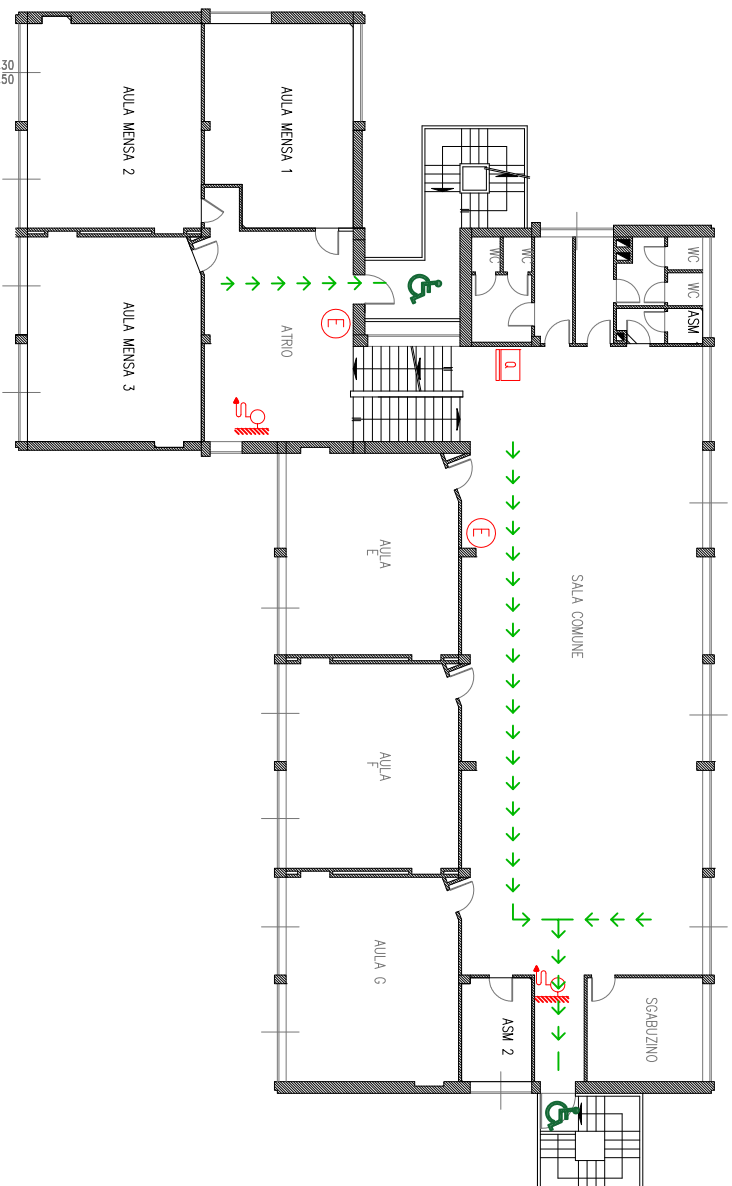 30
50
AULA MENSA 2
AULA MENSA 1
AULA MENSA 3
ATRIO
E
WC
WC
WC
WC
ASM
Q
AULA
E
E
SALA COMUNE
AULA
F
AULA G
ASM 2
SGABUZINO